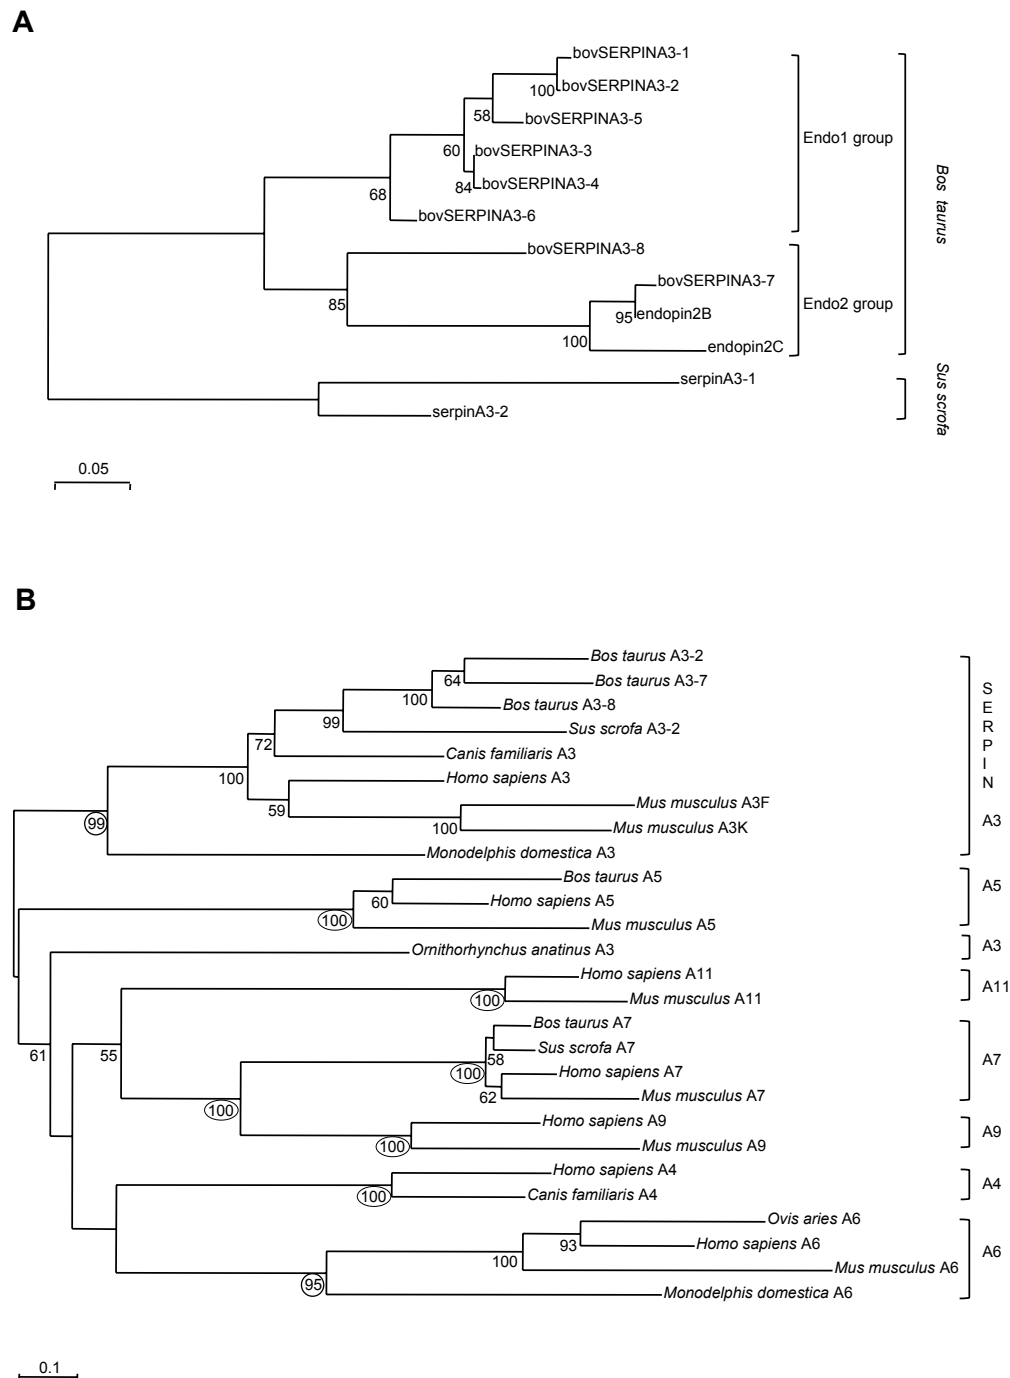 A
bovSERPINA3-1
100 bovSERPINA3-2
58 bovSERPINA3-5
Endo1 group
60 bovSERPINA3-3
84 bovSERPINA3-4
68
bovSERPINA3-6
Bos taurus
bovSERPINA3-8
bovSERPINA3-7
85 Endo2 group
95 endopin2B
100
endopin2C
serpinA3-1
serpinA3-2
Sus scrofa
0.05
B
Bos taurus A3-2
64 Bos taurus A3-7
100
Bos taurus A3-8
99 Sus scrofa A3-2
72
Canis familiaris A3
100 Homo sapiens A3
59 Mus musculus A3F
100 Mus musculus A3K
99
Monodelphis domestica A3
SERPIN
A3
Bos taurus A5
60 Homo sapiens A5
100
Mus musculus A5
A5
Ornithorhynchus anatinus A3
A3
Homo sapiens A11
100 Mus musculus A11
A11
Bos taurus A7
Sus scrofa A7
58
61
55
100
Homo sapiens A7
62 Mus musculus A7
A7
100
Homo sapiens A9
100 Mus musculus A9
A9
Homo sapiens A4
100 Canis familiaris A4
A4
Ovis aries A6
93 Homo sapiens A6
100
Mus musculus A6
95
Monodelphis domestica A6
A6
0.1